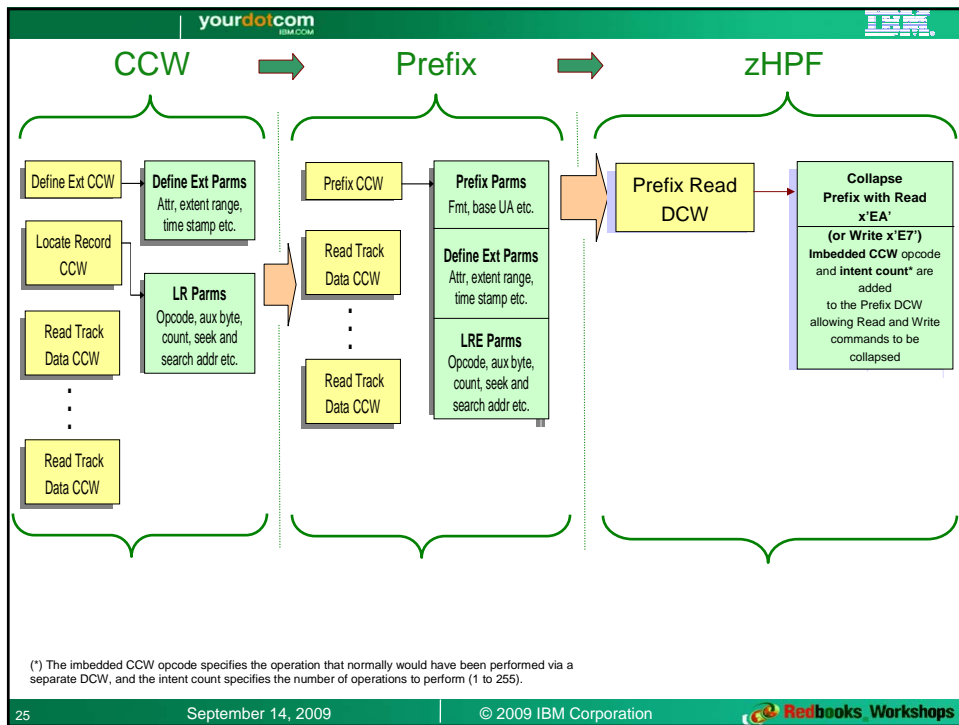 yourdotcom
IBM.COM
IBM.
CCW
Prefix
zHPF
Define Ext CCW
Define Ext Parms
Attr, extent range,
time stamp etc.
Locate Record
CCW
LR Parms
Opcode, aux byte,
count, seek and
search addr etc.
Read Track
Data CCW
.
.
.
Read Track
Data CCW
Prefix CCW
Prefix Parms
Fmt, base UA etc.
Read Track
Data CCW
.
.
.
Define Ext Parms
Attr, extent range,
time stamp etc.
Read Track
Data CCW
LRE Parms
Opcode, aux byte,
count, seek and
search addr etc.
Prefix Read
DCW
Collapse
Prefix with Read
x'EA'
(or Write x'E7')
Imbedded CCW opcode
and intent count* are
added
to the Prefix DCW
allowing Read and Write
commands to be
collapsed
(*) The imbedded CCW opcode specifies the operation that normally would have been performed via a
separate DCW, and the intent count specifies the number of operations to perform (1 to 255).
25
September 14, 2009
© 2009 IBM Corporation
Redbooks Workshops